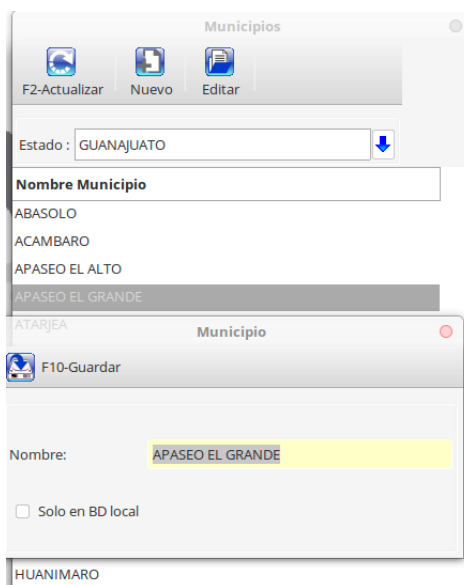 Municipios
F2-Actualizar Nuevo Editar
Estado : GUANAJUATO
Nombre Municipio
ABASOLO
ACAMBARO
APASEO EL ALTO
APASEO EL GRANDE
ATARJEA
Municipio
F10-Guardar
Nombre: APASEO EL GRANDE
Solo en BD local
HUANIMARO